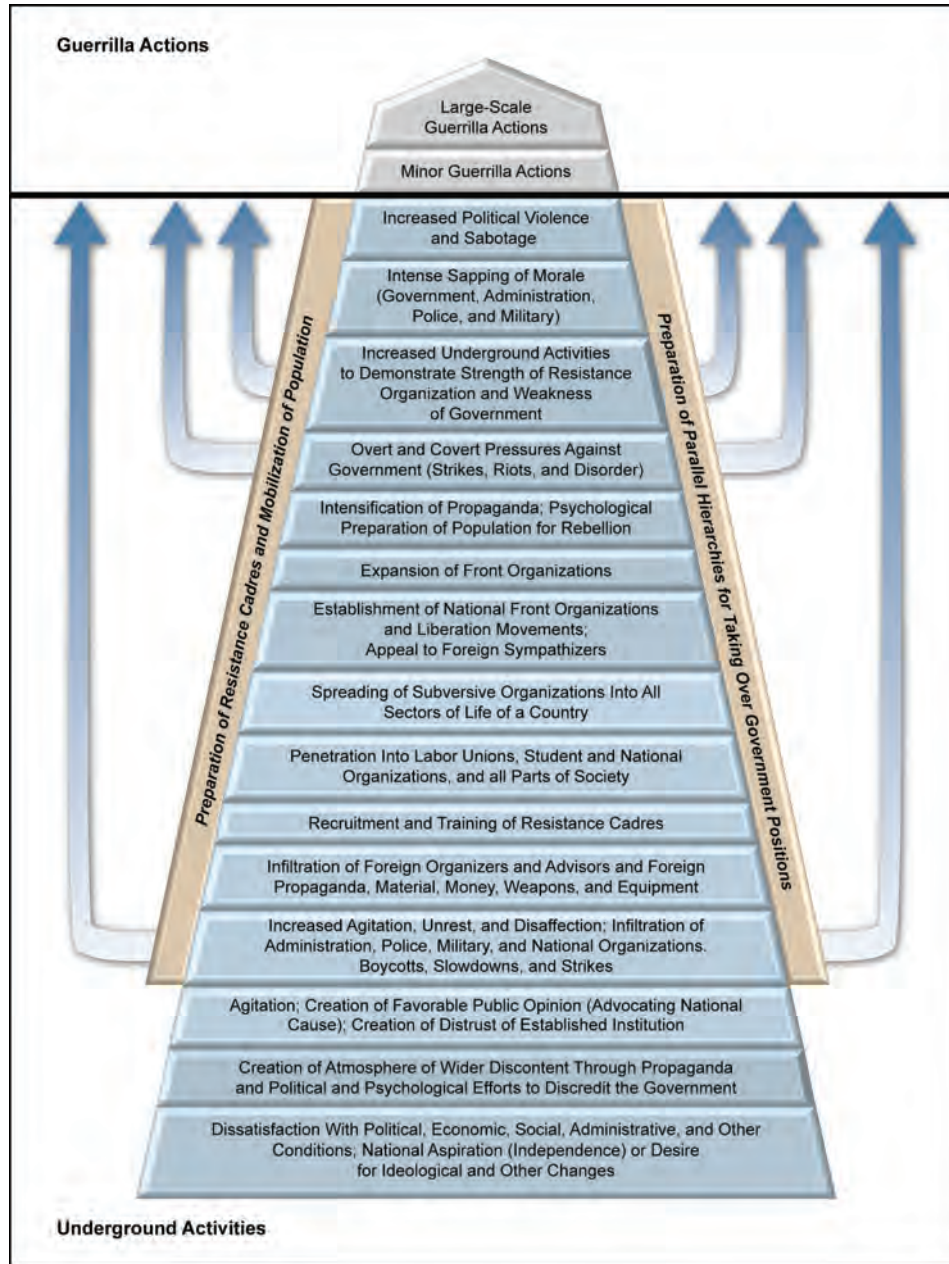 Guerrilla Actions
Large-Scale
Guerrilla Actions
Minor Guerrilla Actions
Increased Political Violence
and Sabotage
Intense Sapping of Morale
(Government, Administration,
Police, and Military)
Increased Underground Activities
to Demonstrate Strength of Resistance
Organization and Weakness
of Government
Overt and Covert Pressures Against
Government (Strikes, Riots, and Disorder)
Intensification of Propaganda; Psychological
Preparation of Population for Rebellion
Expansion of Front Organizations
Establishment of National Front Organizations
and Liberation Movements;
Appeal to Foreign Sympathizers
Spreading of Subversive Organizations Into All
Sectors of Life of a Country
Penetration Into Labor Unions, Student and National
Organizations, and all Parts of Society
Recruitment and Training of Resistance Cadres
Infiltration of Foreign Organizers and Advisors and Foreign
Propaganda, Material, Money, Weapons, and Equipment
Increased Agitation, Unrest, and Disaffection; Infiltration of
Administration, Police, Military, and National Organizations.
Boycotts, Slowdowns, and Strikes
Agitation; Creation of Favorable Public Opinion (Advocating National
Cause); Creation of Distrust of Established Institution
Creation of Atmosphere of Wider Discontent Through Propaganda
and Political and Psychological Efforts to Discredit the Government
Dissatisfaction With Political, Economic, Social, Administrative, and Other
Conditions; National Aspiration (Independence) or Desire
for Ideological and Other Changes
Preparation of Resistance Cadres and Mobilization of Population
Preparation of Parallel Hierarchies for Taking Over Government Positions
Underground Activities